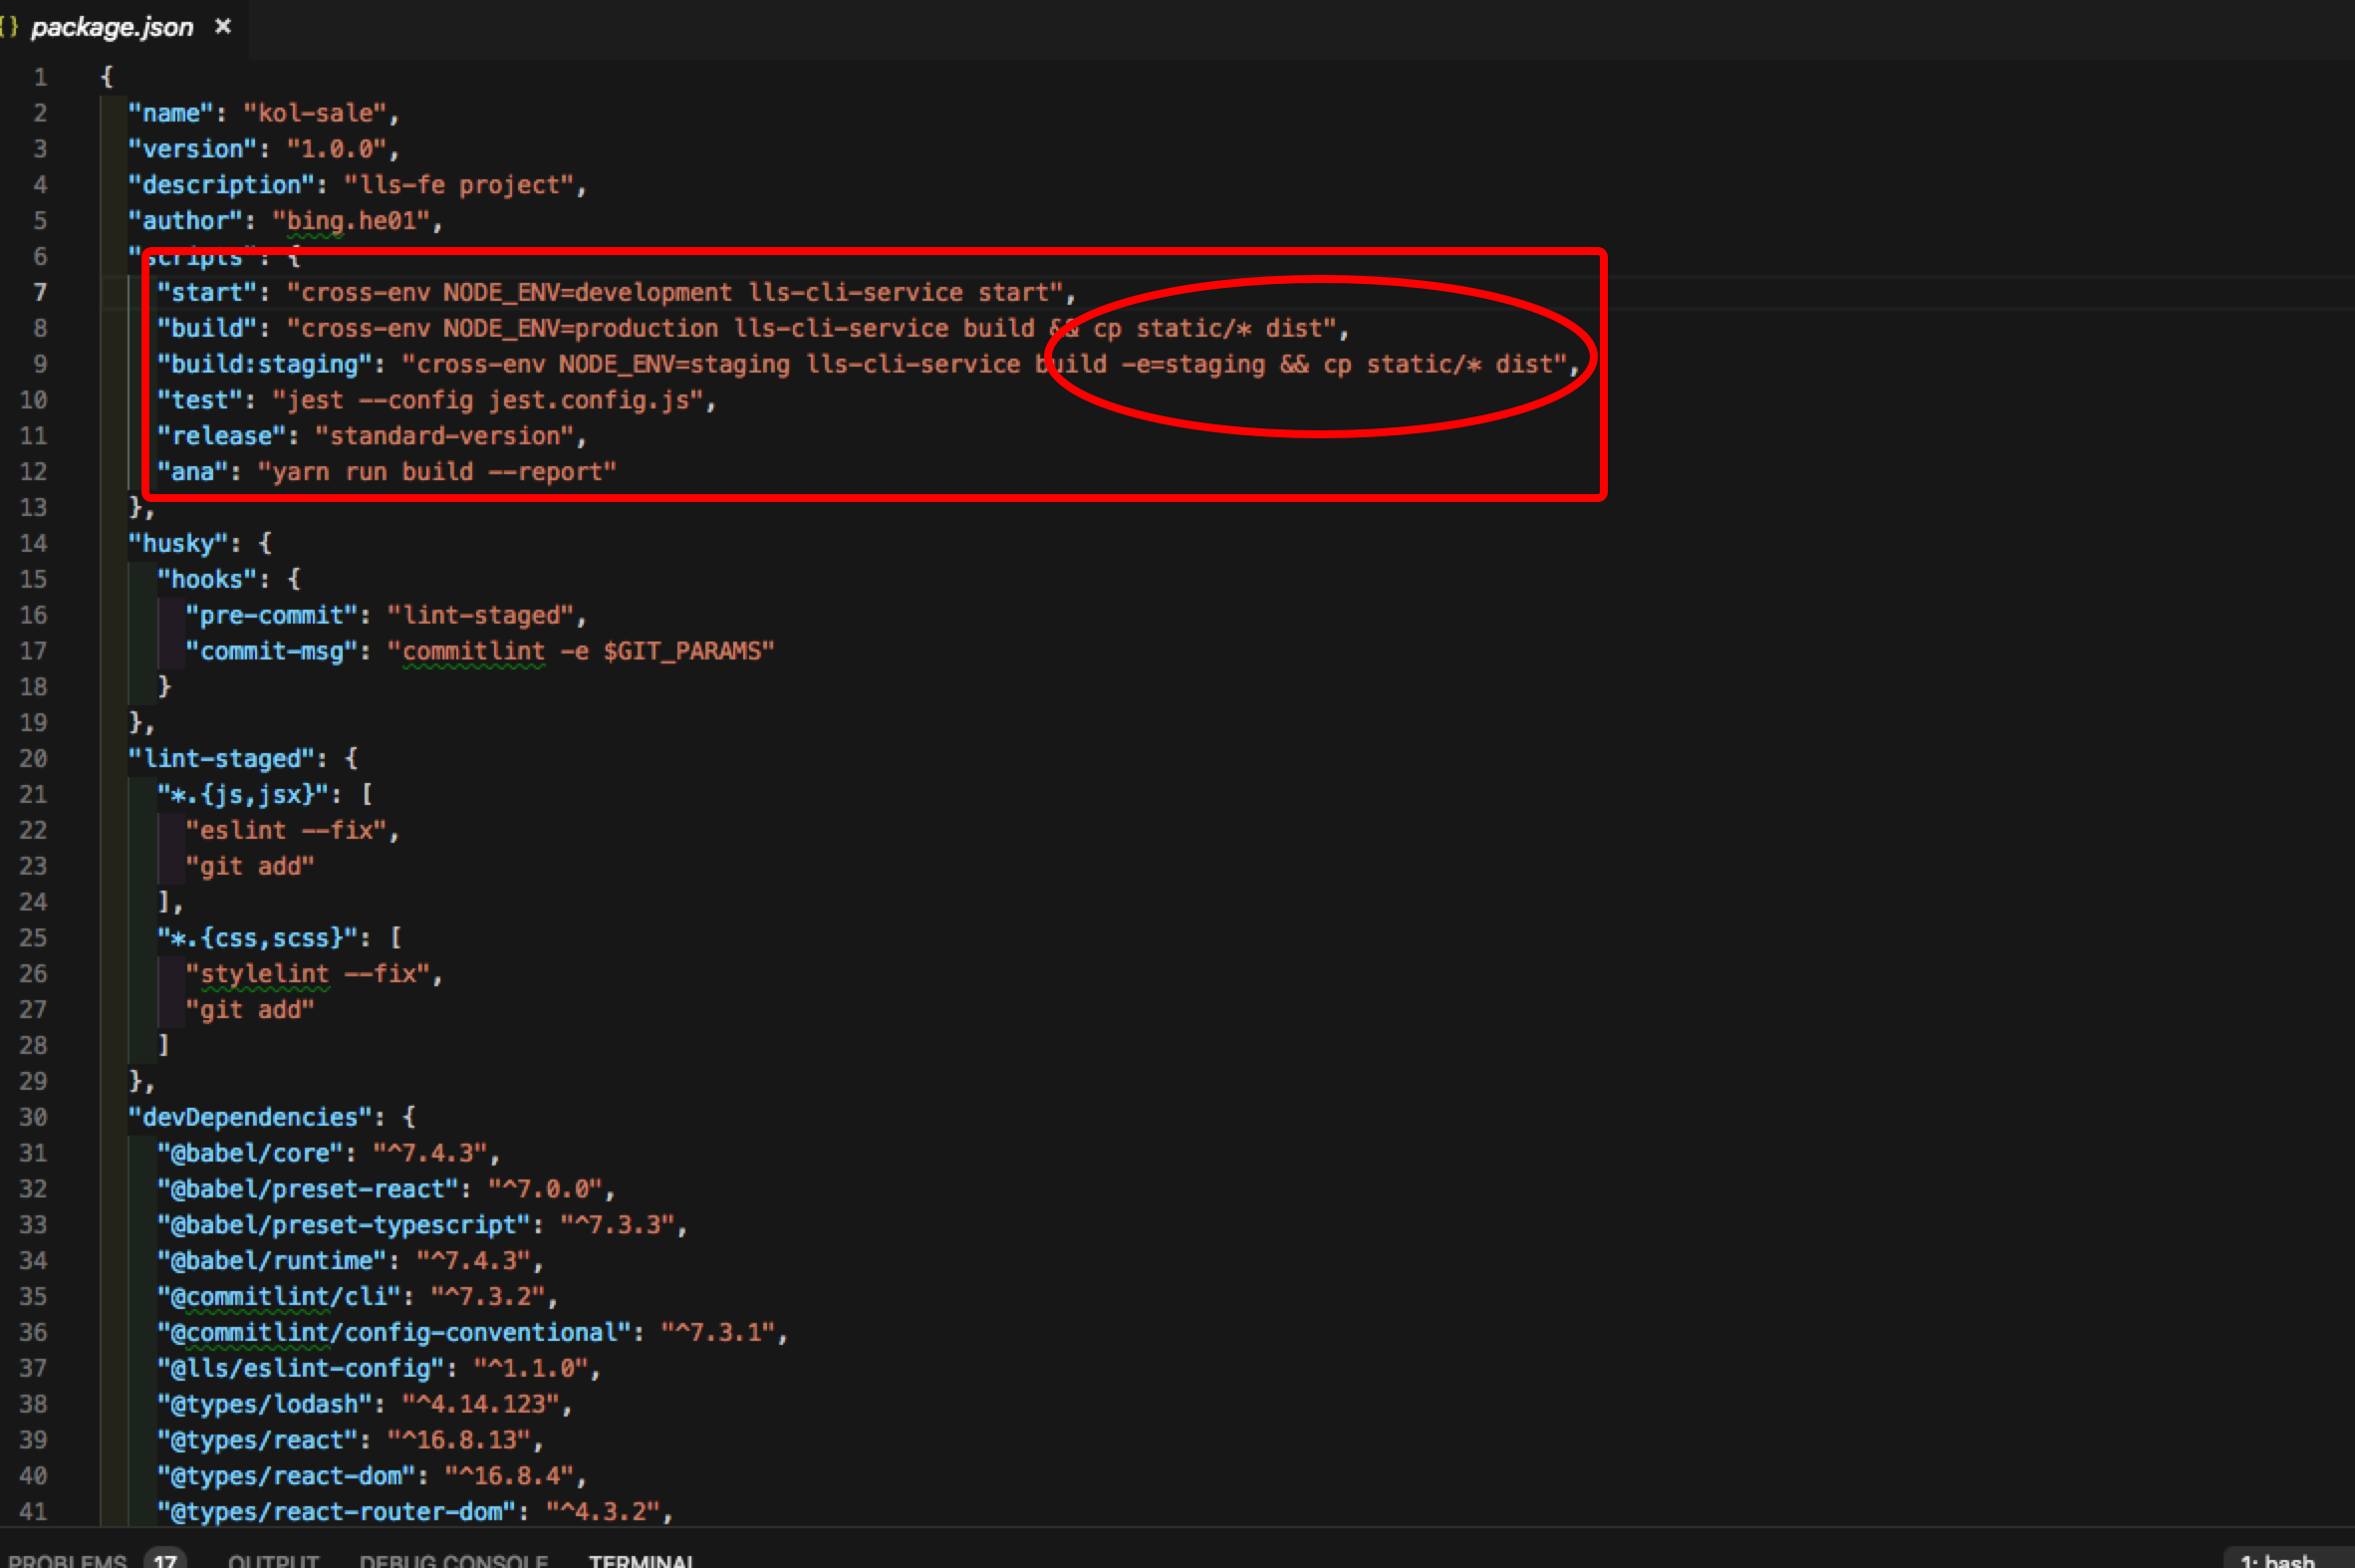 {} package.json ×
1 {
2 "name": "kol-sale",
3 "version": "1.0.0",
4 "description": "lls-fe project",
5 "author": "bing.he01",
6 "scripts": {
7 "start": "cross-env NODE_ENV=development lls-cli-service start",
8 "build": "cross-env NODE_ENV=production lls-cli-service build && cp static/* dist",
9 "build:staging": "cross-env NODE_ENV=staging lls-cli-service build -e=staging && cp static/* dist",
10 "test": "jest --config jest.config.js",
11 "release": "standard-version",
12 "ana": "yarn run build --report"
13 },
14 "husky": {
15 "hooks": {
16 "pre-commit": "lint-staged",
17 "commit-msg": "commitlint -e $GIT_PARAMS"
18 }
19 },
20 "lint-staged": {
21 "*.{js,jsx}": [
22 "eslint --fix",
23 "git add"
24 ],
25 "*.{css,scss}": [
26 "stylelint --fix",
27 "git add"
28 ]
29 },
30 "devDependencies": {
31 "@babel/core": "^7.4.3",
32 "@babel/preset-react": "^7.0.0",
33 "@babel/preset-typescript": "^7.3.3",
34 "@babel/runtime": "^7.4.3",
35 "@commitlint/cli": "^7.3.2",
36 "@commitlint/config-conventional": "^7.3.1",
37 "@lls/eslint-config": "^1.1.0",
38 "@types/lodash": "^4.14.123",
39 "@types/react": "^16.8.13",
40 "@types/react-dom": "^16.8.4",
41 "@types/react-router-dom": "^4.3.2",
PROBLEMS 17 OUTPUT DEBUG CONSOLE TERMINAL 1: bash